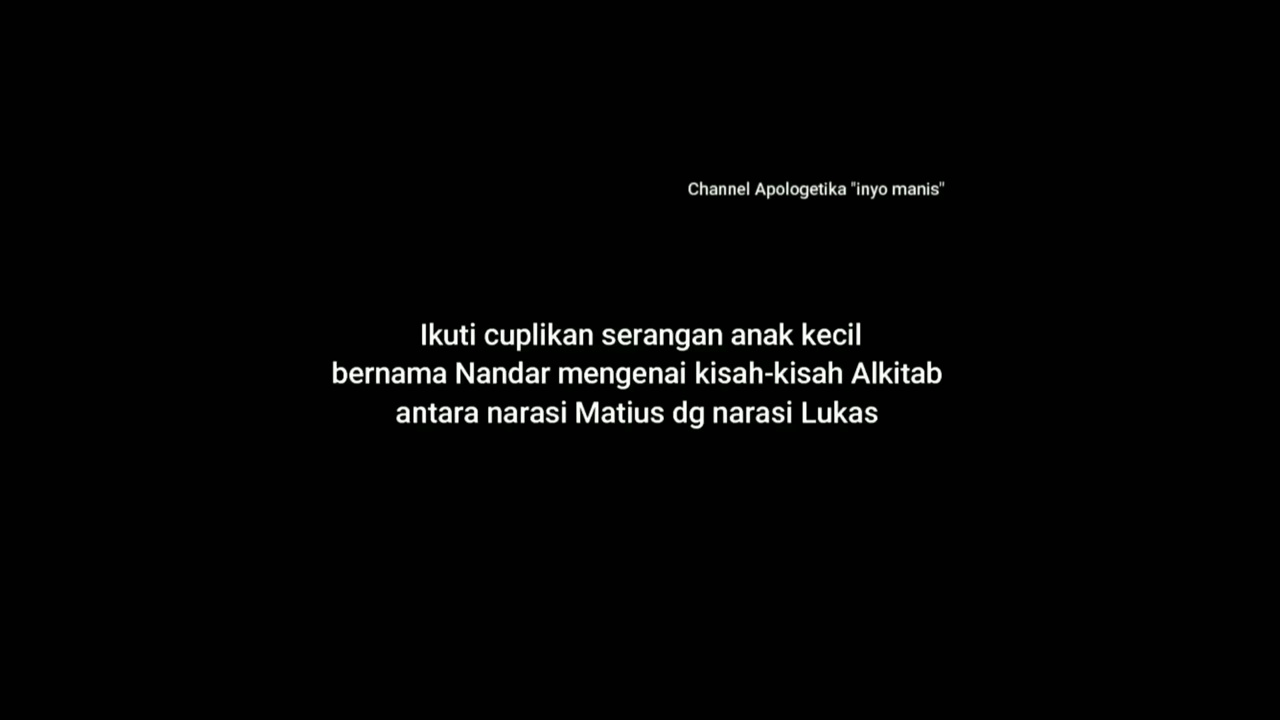 Channel Apologetika "inyo manis"
Ikuti cuplikan serangan anak kecil
bernama Nandar mengenai kisah-kisah Alkitab
antara narasi Matius dg narasi Lukas